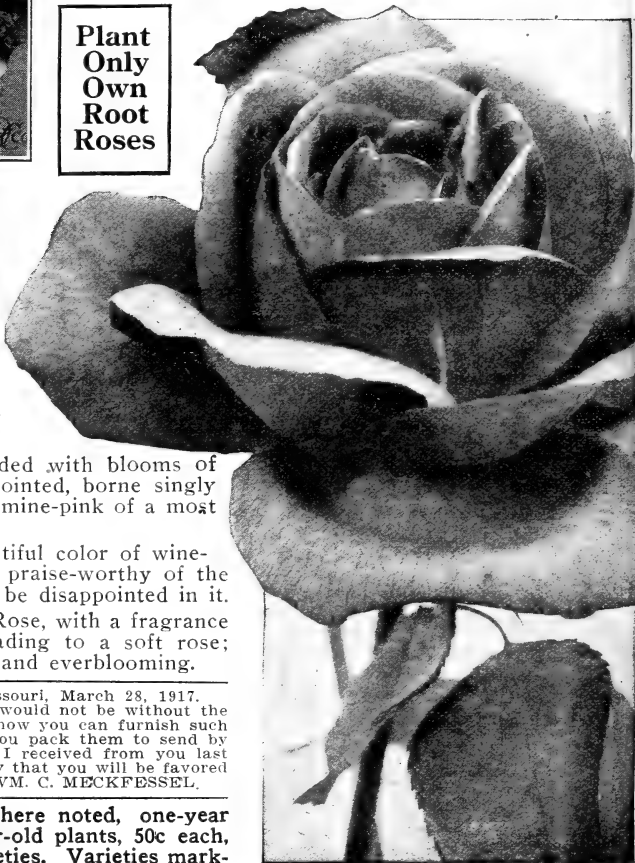 Plant
Only
Own
Root
Roses
ded with blooms of
ointed, borne singly
mine-pink of a most
tiful color of wine-
praise-worthy of the
be disappointed in it.
Rose, with a fragrance
ading to a soft rose;
and everblooming.
ssouri, March 28, 1917.
would not be without the
now you can furnish such
ou pack them to send by
I received from you last
y that you will be favored
WM. C. MECKFESSEL.
here noted, one-year
r-old plants, 50c each,
eties. Varieties mark-